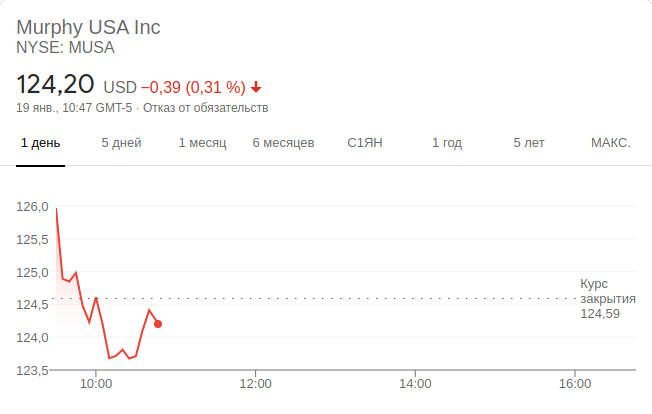 Murphy USA Inc
NYSE: MUSA
124,20 USD −0,39 (0,31 %)
19 янв., 10:47 GMT-5 · Отказ от обязательств
1 день 5 дней 1 месяц 6 месяцев С1ЯН 1 год 5 лет МАКС.
126,0
125,5
125,0
124,5
124,0
123,5
Курс
закрытия
124,59
10:00 12:00 14:00 16:00